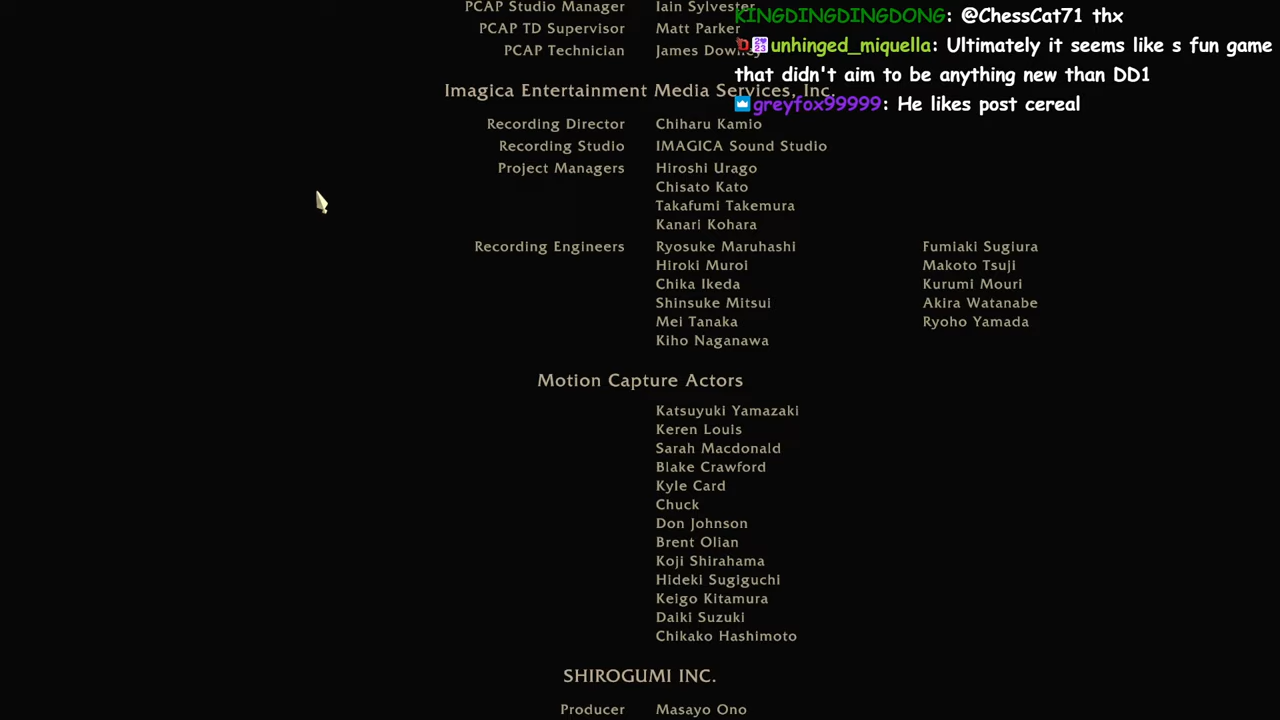 PCAP Studio Manager Iain Sylvester
PCAP TD Supervisor Matt Parker
PCAP Technician James Downey
KINGDINGDINGDONG: @ChessCat71 thx
unhinged_miquella: Ultimately it seems like s fun game
that didn't aim to be anything new than DD1
greyfox99999: He likes post cereal
Imagica Entertainment Media Services, Inc.
Recording Director Chiharu Kamio
Recording Studio IMAGICA Sound Studio
Project Managers Hiroshi Urago
Chisato Kato
Takafumi Takemura
Kanari Kohara
Recording Engineers Ryosuke Maruhashi Fumiaki Sugiura
Hiroki Muroi Makoto Tsuji
Chika Ikeda Kurumi Mouri
Shinsuke Mitsui Akira Watanabe
Mei Tanaka Ryoho Yamada
Kiho Naganawa
Motion Capture Actors
Katsuyuki Yamazaki
Keren Louis
Sarah Macdonald
Blake Crawford
Kyle Card
Chuck
Don Johnson
Brent Olian
Koji Shirahama
Hideki Sugiguchi
Keigo Kitamura
Daiki Suzuki
Chikako Hashimoto
SHIROGUMI INC.
Producer Masayo Ono